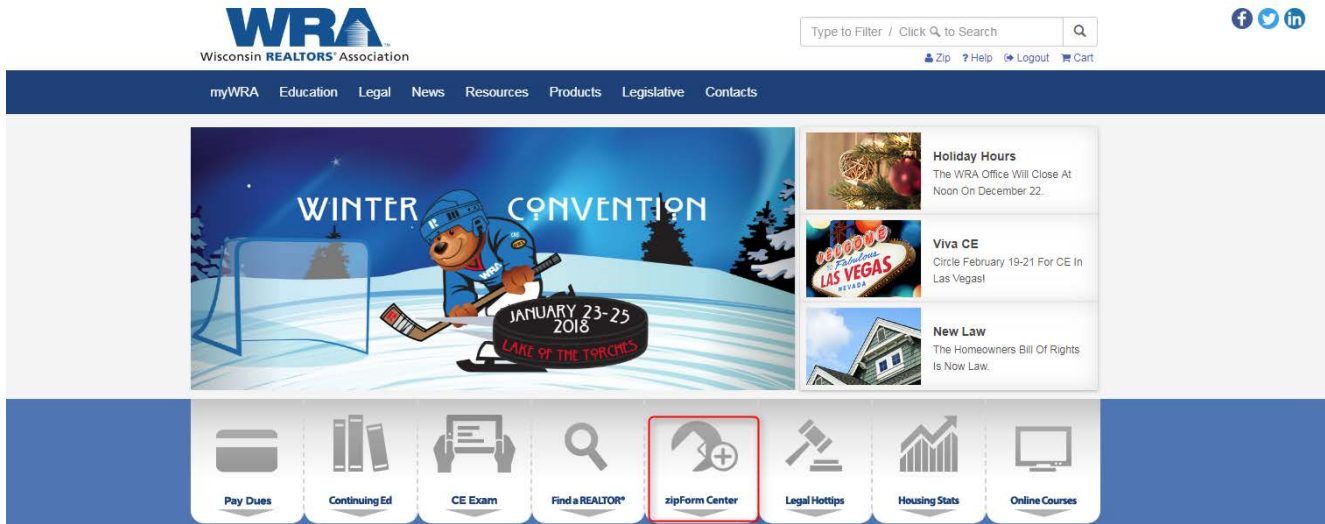 WRA
Wisconsin REALTORS® Association
Type to Filter / Click to Search
Zip ? Help Logout Cart
myWRA Education Legal News Resources Products Legislative Contacts
WINTER CONVENTION
WRA
JANUARY 23-25
2018
LAKE OF THE TORCHES
Holiday Hours
The WRA Office Will Close At
Noon On December 22.
WELCOME
to Fabulous
LAS VEGAS
NEVADA
Viva CE
Circle February 19-21 For CE In
Las Vegas!
New Law
The Homeowners Bill Of Rights
Is Now Law.
Pay Dues
Continuing Ed
CE Exam
Find a REALTOR®
zipForm Center
Legal Hottips
Housing Stats
Online Courses